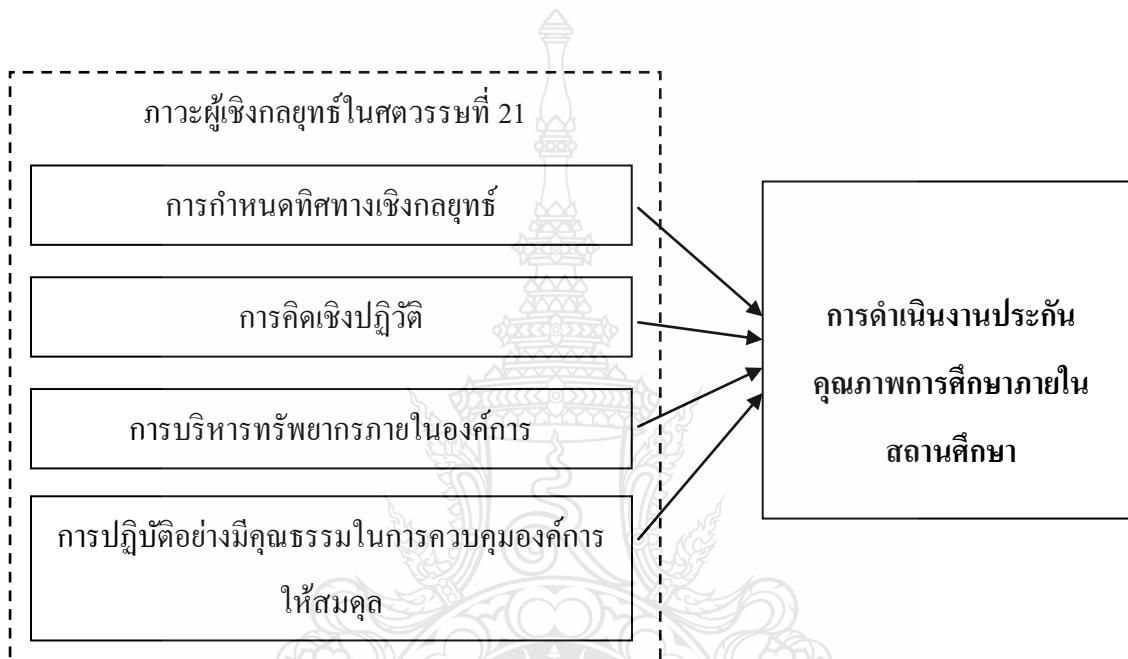 ภาวะผู้เชิงกลยุทธ์ในศตวรรษที่ 21
การกำหนดทิศทางเชิงกลยุทธ์
การคิดเชิงปฏิวัติ
การบริหารทรัพยากรภายในองค์การ
การปฏิบัติอย่างมีคุณธรรมในการควบคุมองค์การ
ให้สมดุล
การดำเนินงานประกัน
คุณภาพการศึกษาภายใน
สถานศึกษา